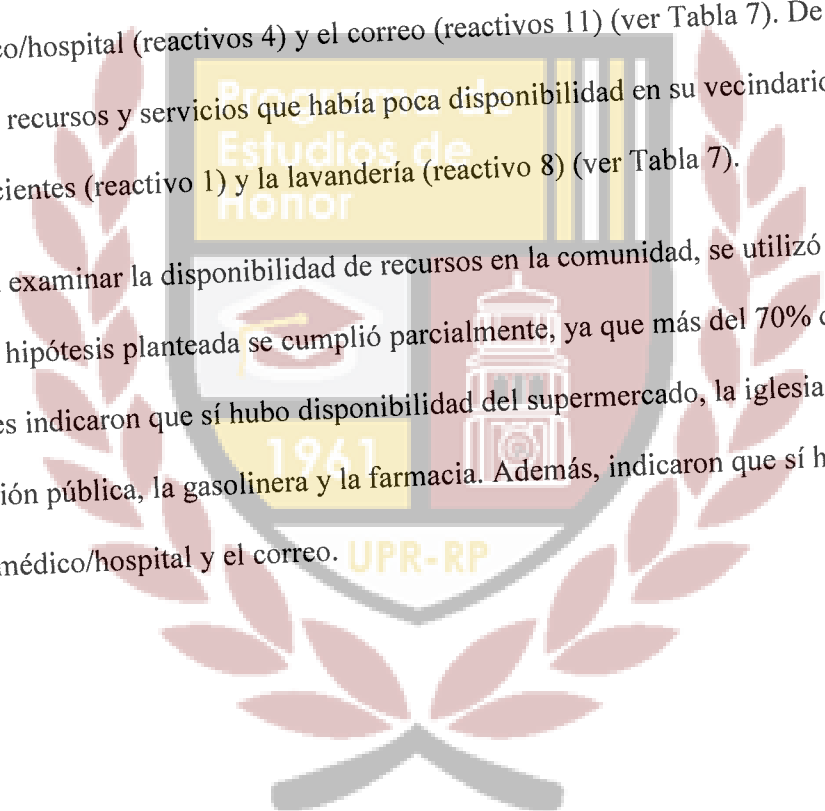 co/hospital (reactivos 4) y el correo (reactivos 11) (ver Tabla 7). De
recursos y servicios que había poca disponibilidad en su vecindario
cientes (reactivo 1) y la lavandería (reactivo 8) (ver Tabla 7).
examinar la disponibilidad de recursos en la comunidad, se utilizó
hipótesis planteada se cumplió parcialmente, ya que más del 70%
es indicaron que sí hubo disponibilidad del supermercado, la iglesia
ión pública, la gasolinera y la farmacia. Además, indicaron que sí h
médico/hospital y el correo.
Programa de
Estudios de
Honor
1961
UPR-RP